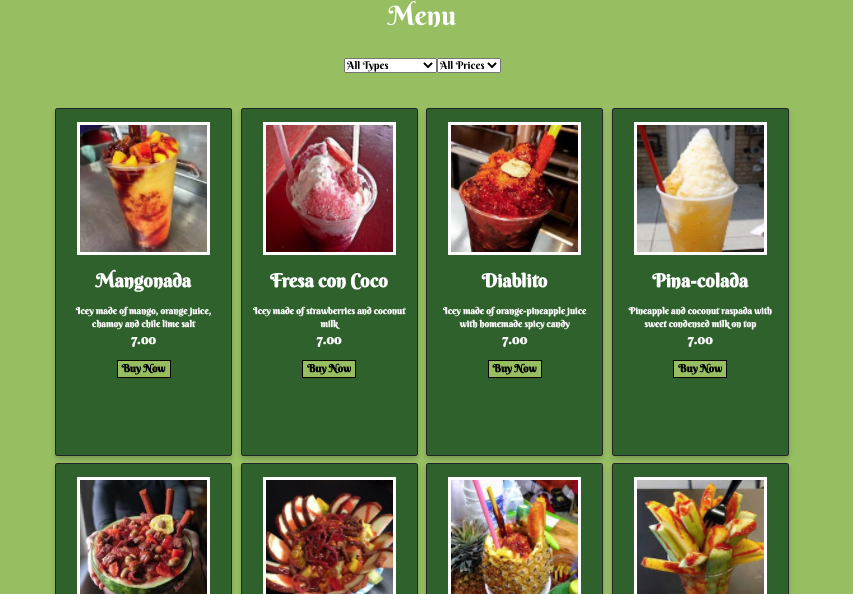 Menu
All Types
All Prices
Mangonada
Icey made of mango, orange juice,
chamoy and chile lime salt
7.00
Buy Now
Fresa con Coco
Icey made of strawberries and coconut
milk
7.00
Buy Now
Diablito
Icey made of orange-pineapple juice
with homemade spicy candy
7.00
Buy Now
Pina-colada
Pineapple and coconut raspada with
sweet condensed milk on top
7.00
Buy Now